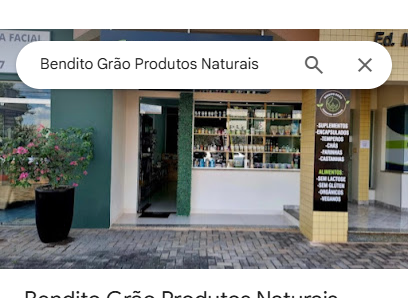 A FACIAL
Ed.
7
Bendito Grão Produtos Naturais
-SUPLEMENTOS
-ENCAPSULADOS
-TEMPEROS
-CHÁS
-FARINHAS
-CASTANHAS
ALIMENTOS:
-SEM LACTOSE
-SEM GLÚTEN
-ORGÂNICOS
-VEGANOS
Bendito Grão Produtos Naturais